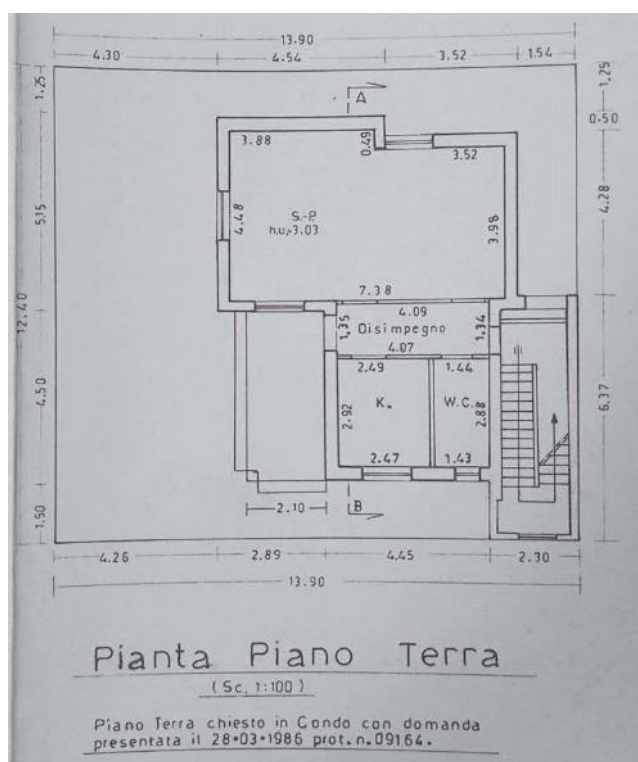 13.90
4.30 4.54 3.52 1.54
1.25 A 1.25
0.50
3.88 0.49 3.52
5.15 4.48 S.-P. 3.98 4.28
h.u.-3.03
12.40
7.38
4.09
1,35 Disimpegno 1.34
4.07
2.49 1.44
4.50 2.92 K. W.C. 2.88 6.37
2.47 1.43
1.50 2.10 B
4.26 2.89 4.45 2.30
13.90
Pianta Piano Terra
(Sc. 1:100)
Piano Terra chiesto in Condo con domanda
presentata il 28•03•1986 prot.n.09164.